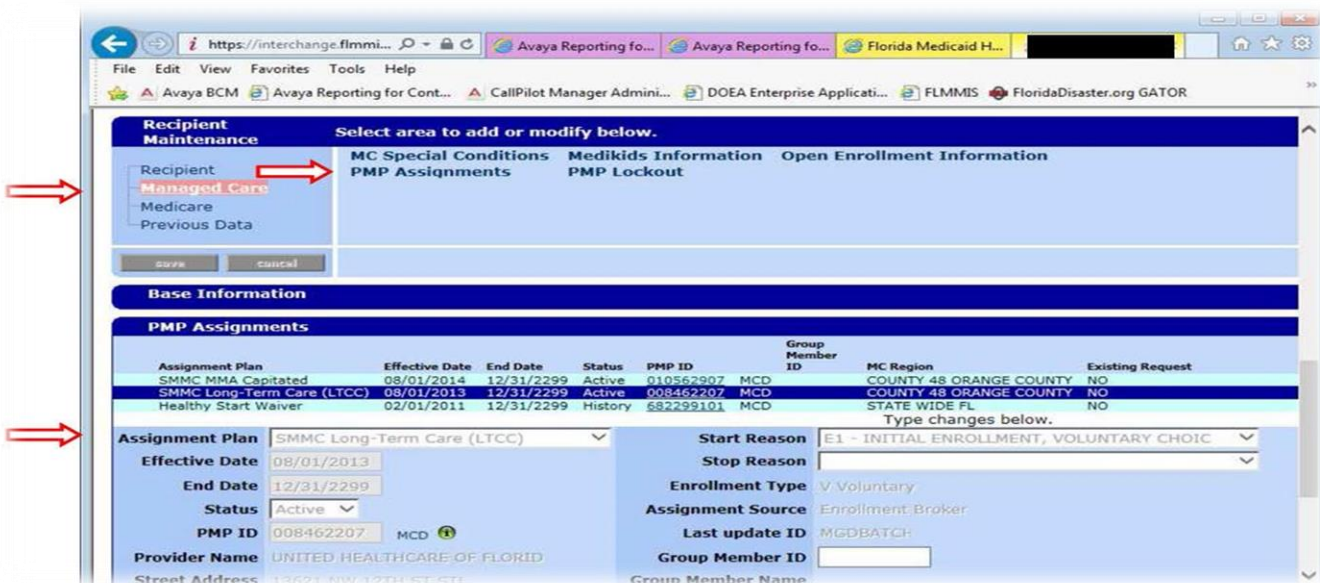 https://interchange.flmmi... Avaya Reporting fo... Avaya Reporting fo... Florida Medicaid H...
File Edit View Favorites Tools Help
Avaya BCM Avaya Reporting for Cont... CallPilot Manager Admini... DOEA Enterprise Applicati... FLMMIS FloridaDisaster.org GATOR
Recipient Maintenance Select area to add or modify below.
MC Special Conditions Medikids Information Open Enrollment Information
Recipient PMP Assignments PMP Lockout
Managed Care
Medicare
Previous Data
save cancel
Base Information
PMP Assignments
Assignment Plan Effective Date End Date Status PMP ID Group Member ID MC Region Existing Request
SMMC MMA Capitated 08/01/2014 12/31/2299 Active 010562907 MCD COUNTY 48 ORANGE COUNTY NO
SMMC Long-Term Care (LTCC) 08/01/2013 12/31/2299 Active 008462207 MCD COUNTY 48 ORANGE COUNTY NO
Healthy Start Waiver 02/01/2011 12/31/2299 History 682299101 MCD STATE WIDE FL NO
Type changes below.
Assignment Plan SMMC Long-Term Care (LTCC) Start Reason E1 - INITIAL ENROLLMENT, VOLUNTARY CHOIC
Effective Date 08/01/2013 Stop Reason
End Date 12/31/2299 Enrollment Type V Voluntary
Status Active Assignment Source Enrollment Broker
PMP ID 008462207 MCD Last update ID MGDBATCH
Provider Name UNITED HEALTHCARE OF FLORID Group Member ID
Street Address Group Member Name